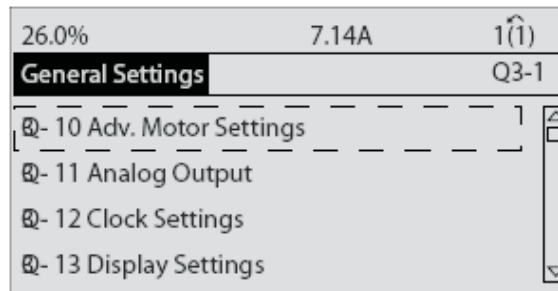 26.0% 7.14A 1(1)
General Settings Q3-1
Q- 10 Adv. Motor Settings
Q- 11 Analog Output
Q- 12 Clock Settings
Q- 13 Display Settings